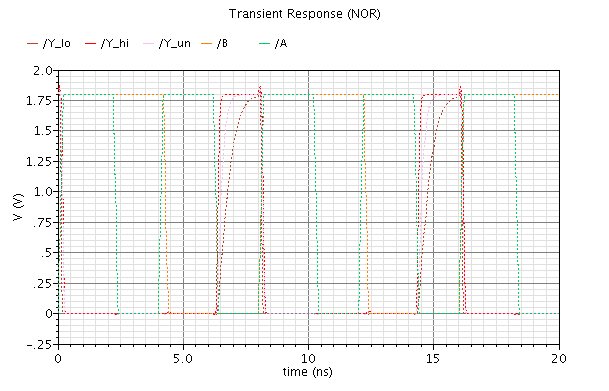 Transient Response (NOR)
/Y_lo /Y_hi /Y_un /B /A
2.0
1.75
1.5
1.25
1.0
.75
.5
.25
0
-.25
V (V)
0 5.0 10 15 20
time (ns)